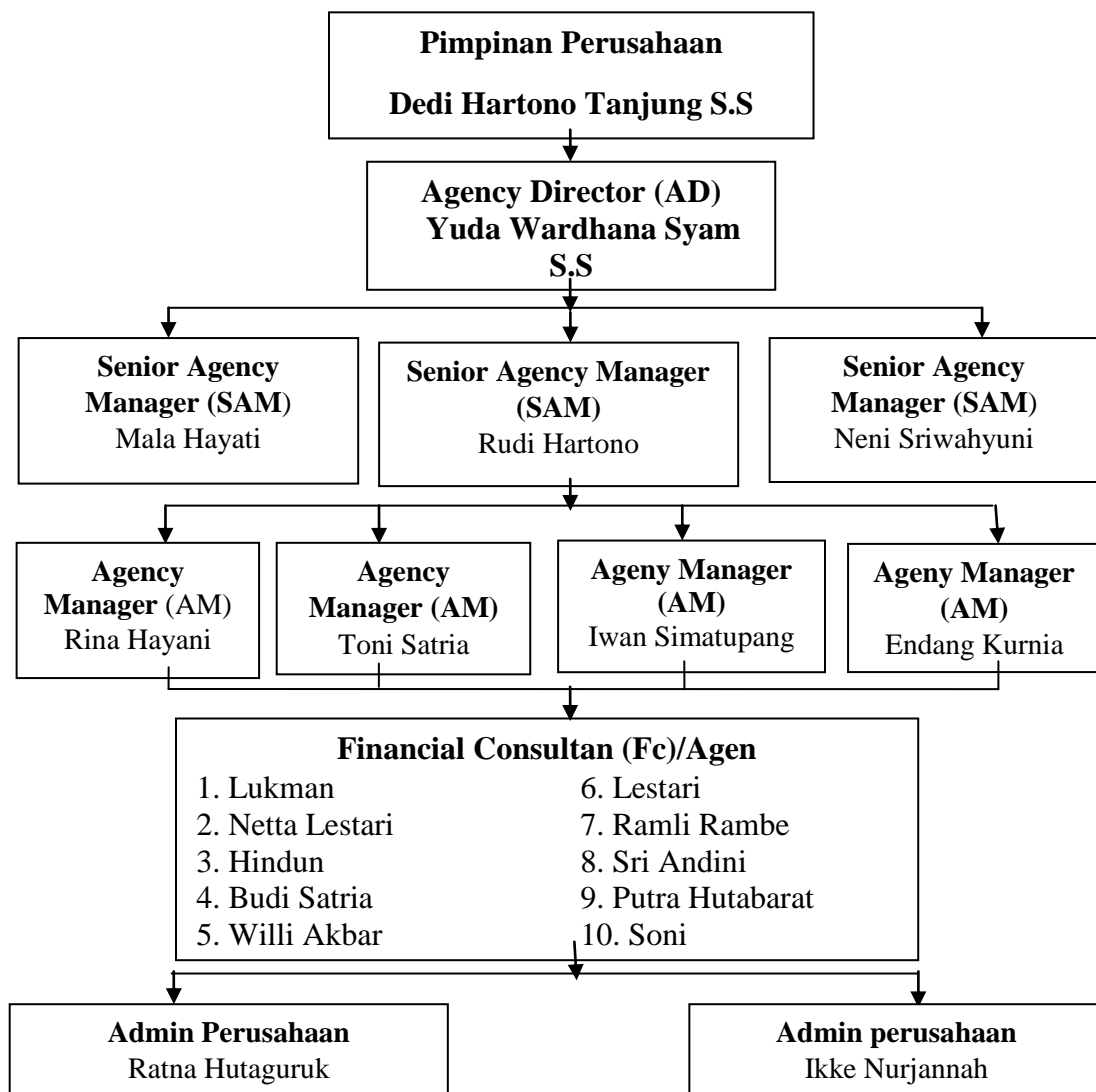 Pimpinan Perusahaan
Dedi Hartono Tanjung S.S
Agency Director (AD)
Yuda Wardhana Syam
S.S
Senior Agency
Manager (SAM)
Mala Hayati
Senior Agency Manager
(SAM)
Rudi Hartono
Senior Agency
Manager (SAM)
Neni Sriwahyuni
Agency
Manager (AM)
Rina Hayani
Agency
Manager (AM)
Toni Satria
Ageny Manager
(AM)
Iwan Simatupang
Ageny Manager
(AM)
Endang Kurnia
Financial Consultan (Fc)/Agen
1. Lukman
2. Netta Lestari
3. Hindun
4. Budi Satria
5. Willi Akbar
6. Lestari
7. Ramli Rambe
8. Sri Andini
9. Putra Hutabarat
10. Soni
Admin Perusahaan
Ratna Hutaguruk
Admin perusahaan
Ikke Nurjannah